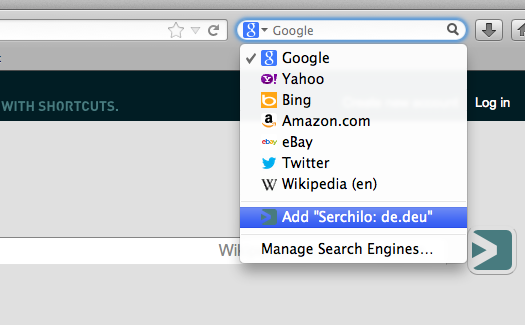 Google
Google
Yahoo
Bing
Amazon.com
eBay
Twitter
Wikipedia (en)
Add "Serchilo: de.deu"
Manage Search Engines…
WITH SHORTCUTS.
Log in